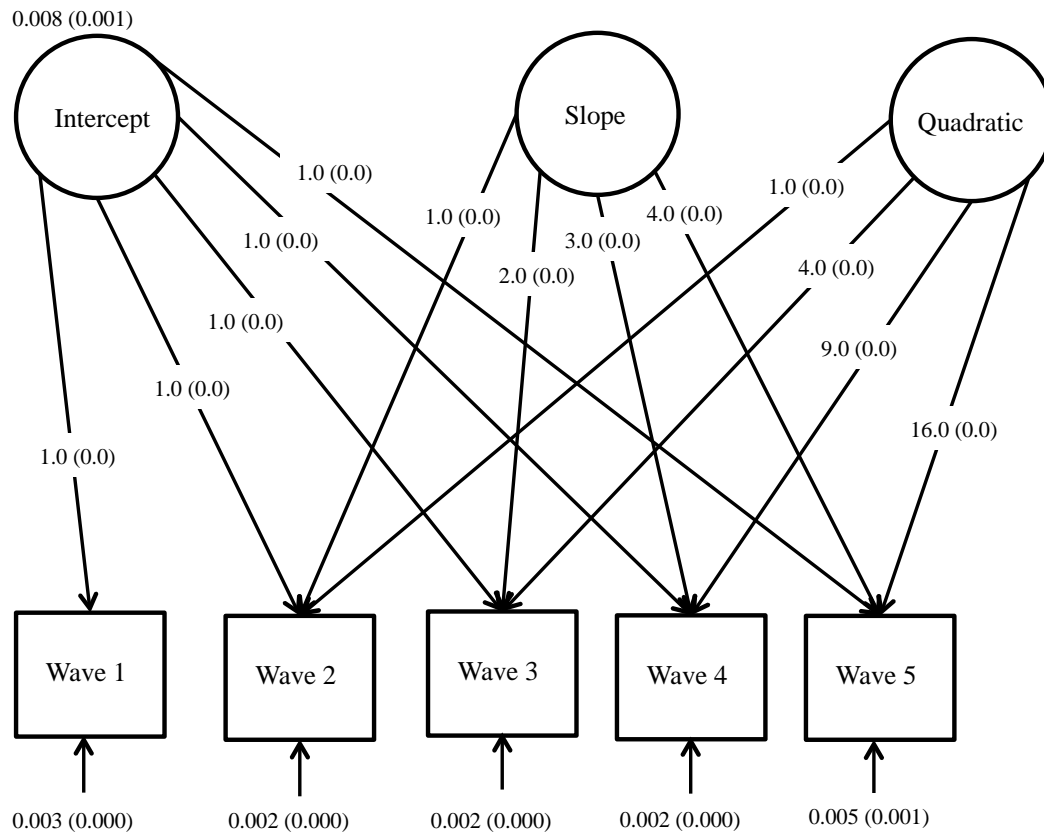 0.008 (0.001)
Intercept
Slope
Quadratic
1.0 (0.0)
1.0 (0.0)
4.0 (0.0)
1.0 (0.0)
1.0 (0.0)
3.0 (0.0)
2.0 (0.0)
4.0 (0.0)
1.0 (0.0)
9.0 (0.0)
1.0 (0.0)
16.0 (0.0)
1.0 (0.0)
Wave 1
Wave 2
Wave 3
Wave 4
Wave 5
0.003 (0.000)
0.002 (0.000)
0.002 (0.000)
0.002 (0.000)
0.005 (0.001)